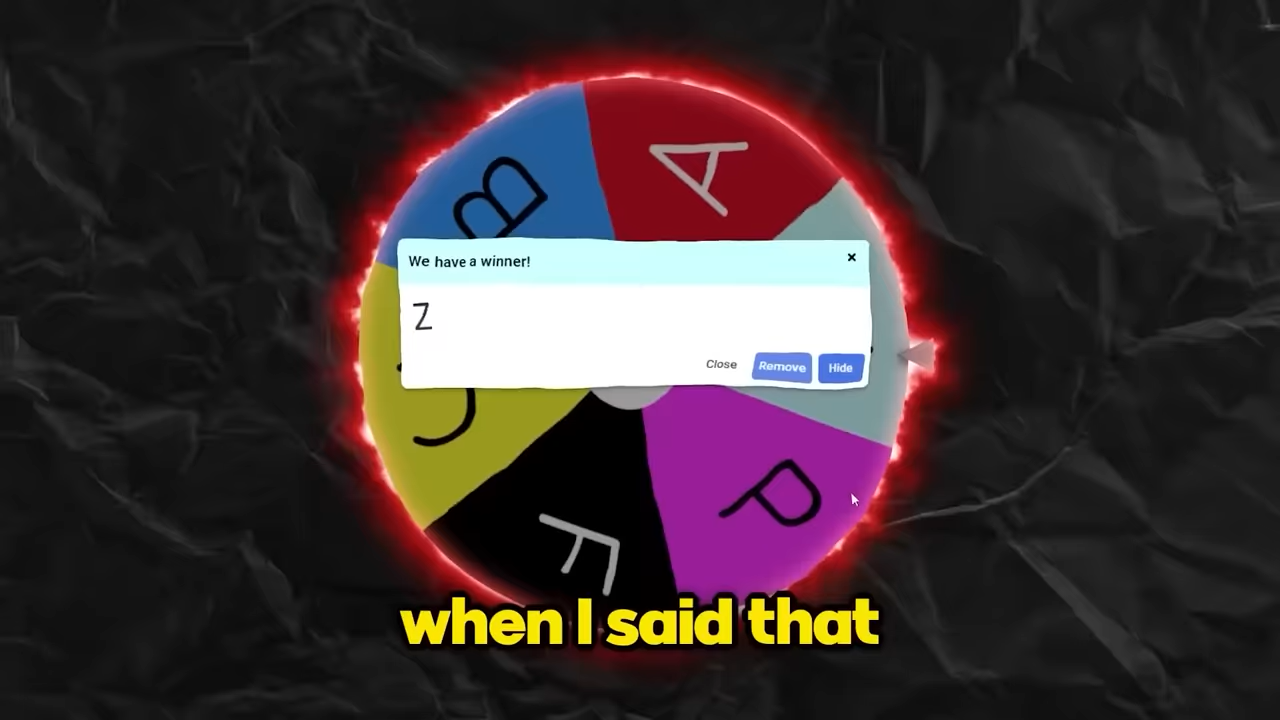 A
B
We have a winner!
Z
Close Remove Hide
P
F
when I said that